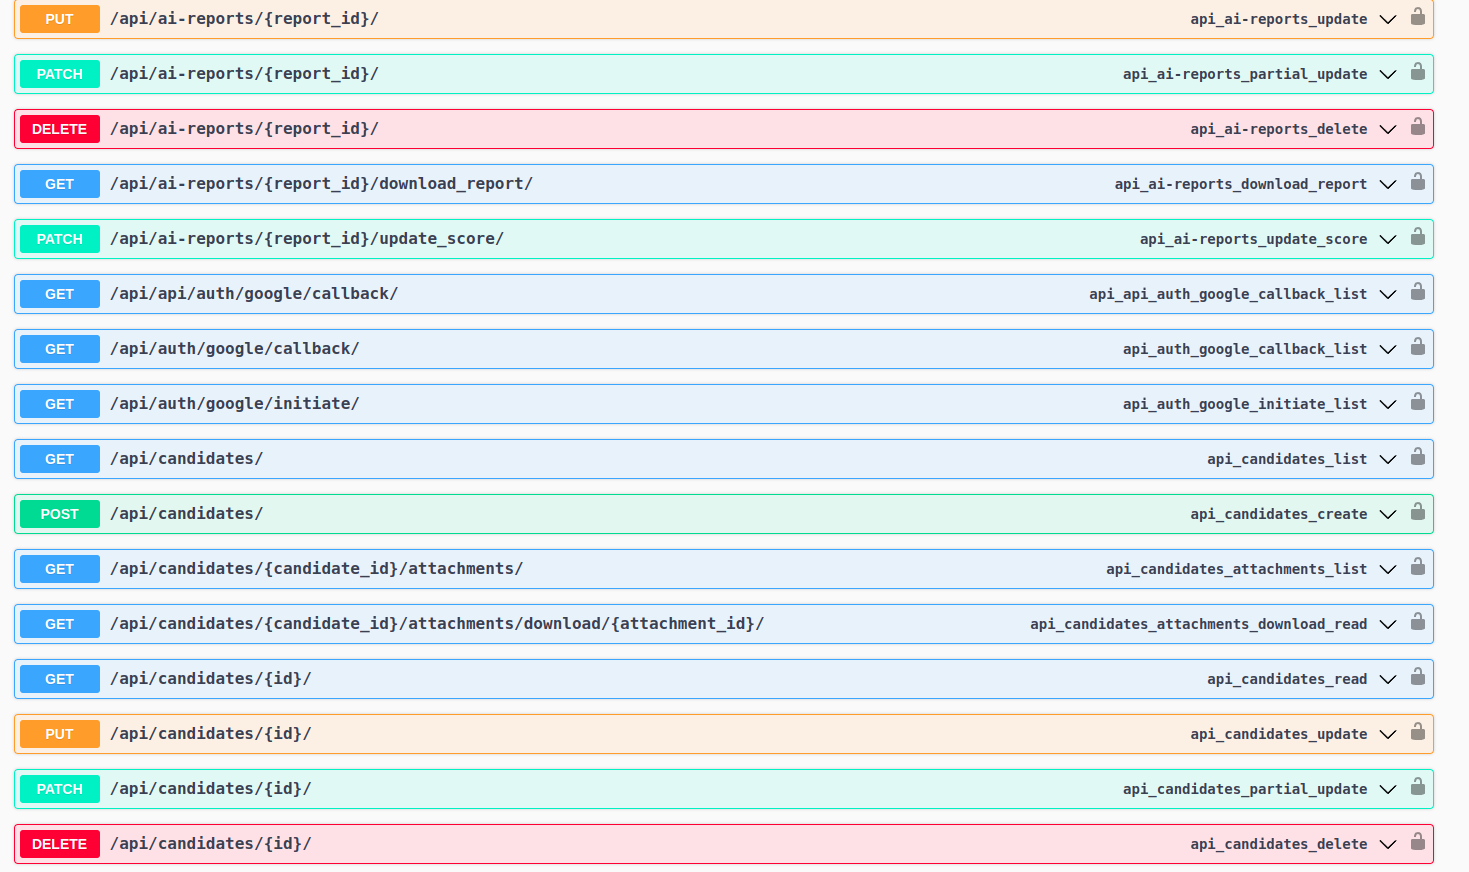 PUT /api/ai-reports/{report_id}/ api_ai-reports_update
PATCH /api/ai-reports/{report_id}/ api_ai-reports_partial_update
DELETE /api/ai-reports/{report_id}/ api_ai-reports_delete
GET /api/ai-reports/{report_id}/download_report/ api_ai-reports_download_report
PATCH /api/ai-reports/{report_id}/update_score/ api_ai-reports_update_score
GET /api/api/auth/google/callback/ api_api_auth_google_callback_list
GET /api/auth/google/callback/ api_auth_google_callback_list
GET /api/auth/google/initiate/ api_auth_google_initiate_list
GET /api/candidates/ api_candidates_list
POST /api/candidates/ api_candidates_create
GET /api/candidates/{candidate_id}/attachments/ api_candidates_attachments_list
GET /api/candidates/{candidate_id}/attachments/download/{attachment_id}/ api_candidates_attachments_download_read
GET /api/candidates/{id}/ api_candidates_read
PUT /api/candidates/{id}/ api_candidates_update
PATCH /api/candidates/{id}/ api_candidates_partial_update
DELETE /api/candidates/{id}/ api_candidates_delete